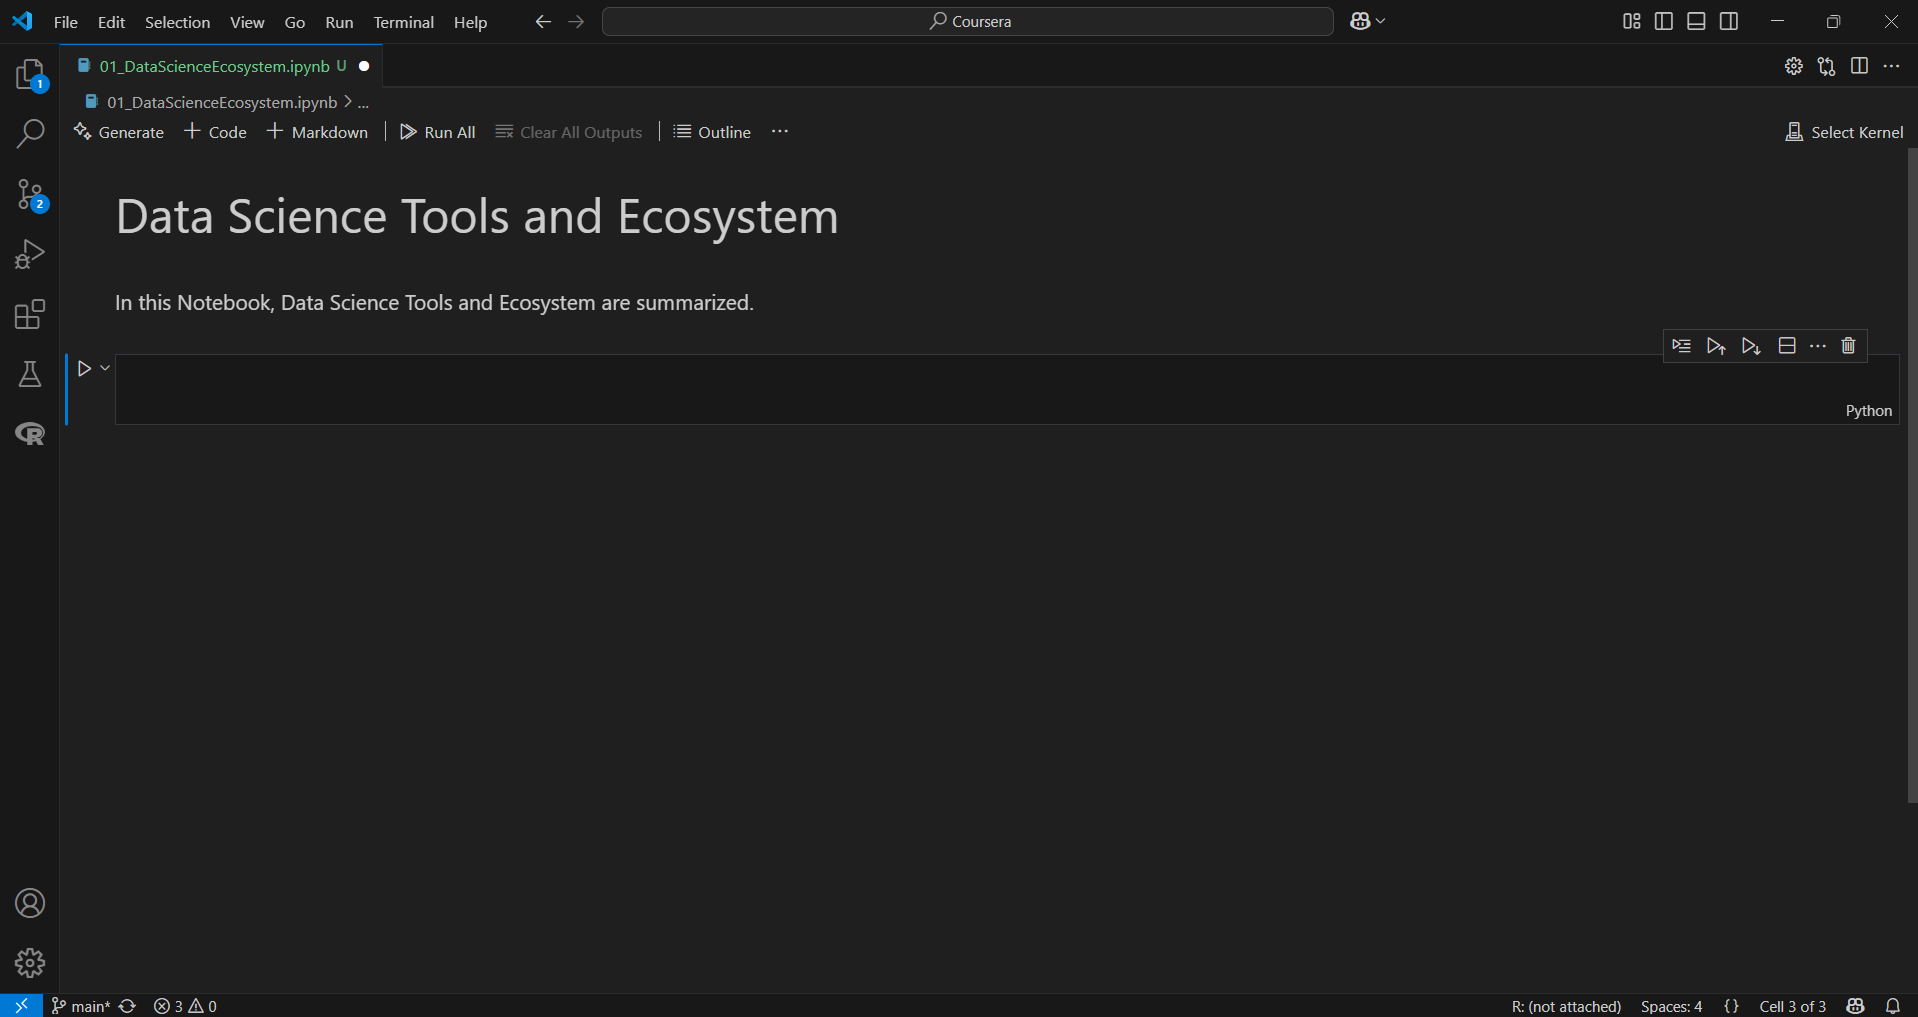 File Edit Selection View Go Run Terminal Help Coursera
01_DataScienceEcosystem.ipynb U
01_DataScienceEcosystem.ipynb > ...
Generate + Code + Markdown Run All Clear All Outputs Outline ... Select Kernel
1
2
Data Science Tools and Ecosystem
In this Notebook, Data Science Tools and Ecosystem are summarized.
Python
R
main* 3 0 R: (not attached) Spaces: 4 {} Cell 3 of 3